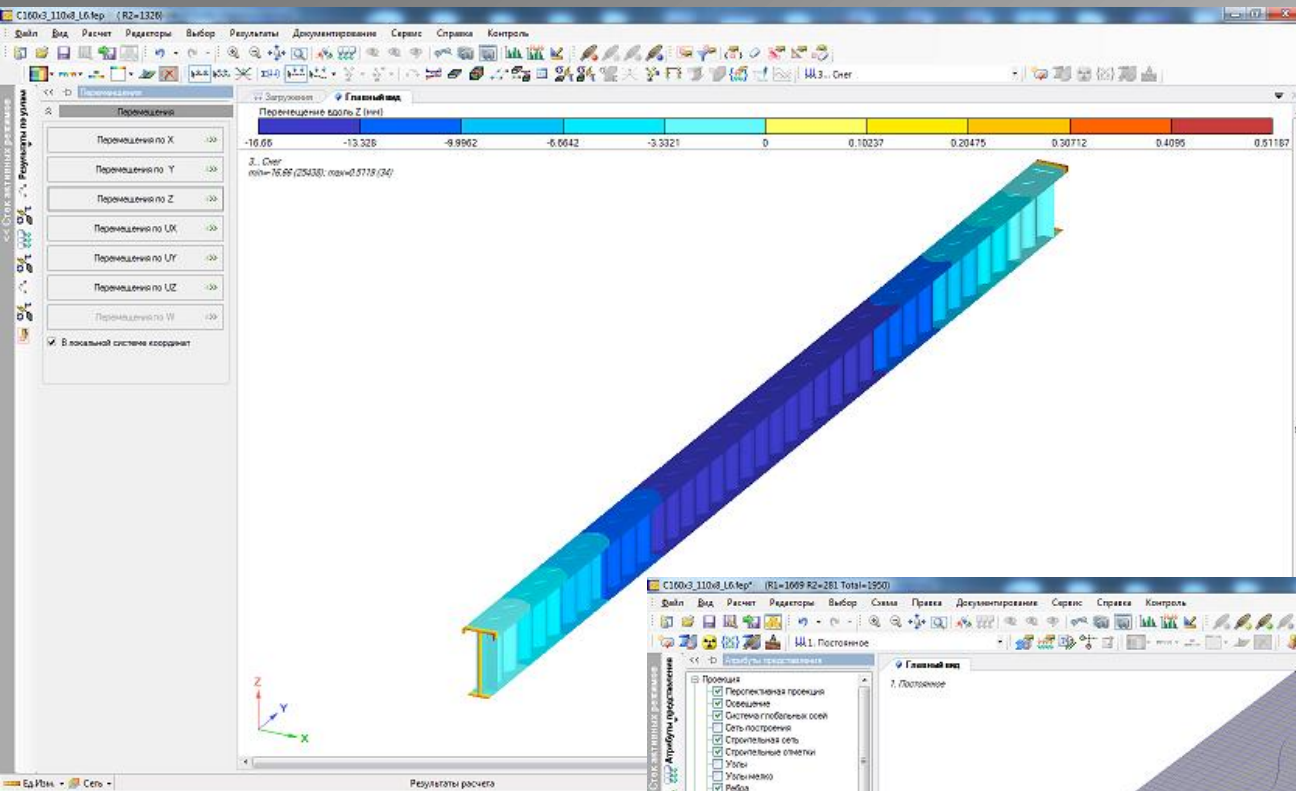 C160x3_110x8_L6.fep ( R2=1326)
Файл Вид Расчет Редакторы Выбор Результаты Документирование Сервис Справка Контроль
3... Снег
Перемещения
Загружения Главный вид
Перемещения
Перемещение вдоль Z (мм)
-16.66 -13.328 -9.9962 -6.6642 -3.3321 0 0.10237 0.20475 0.30712 0.4095 0.51187
3... Снег
min=-16.66 (25438); max=0.5119 (34)
Перемещения по X
Перемещения по Y
Перемещения по Z
Перемещения по UX
Перемещения по UY
Перемещения по UZ
Перемещения по W
В локальной системе координат
<< Стек активных режимов
Результаты по узлам
Z
Y
X
Ед.Изм. Сеть
Результаты расчета
C160x3_110x8_L6.fep* (R1=1669 R2=281 Total=1950)
Файл Вид Расчет Редакторы Выбор Схема Правка Документирование Сервис Справка Контроль
1. Постоянное
Атрибуты представления
Главный вид
1. Постоянное
Стек активных режимов
Атрибуты представления
Проекция
Перспективная проекция
Освещение
Система глобальных осей
Сеть построения
Строительная сеть
Строительные отметки
Узлы
Узлы мелко
Ребра